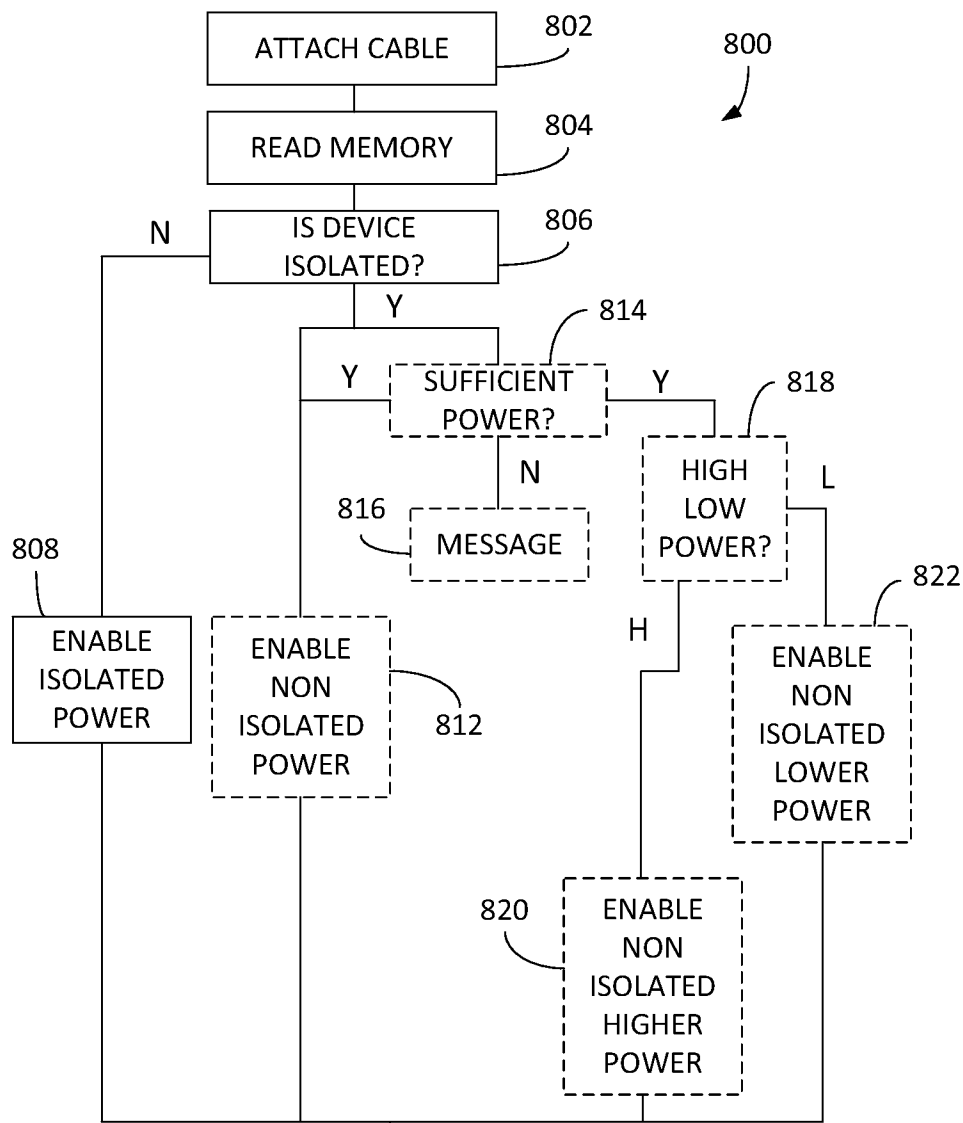 ATTACH CABLE
802
800
READ MEMORY
804
N
IS DEVICE
ISOLATED?
806
Y
814
Y
SUFFICIENT
POWER?
Y
818
N
HIGH
LOW
POWER?
L
816
MESSAGE
808
822
ENABLE
ISOLATED
POWER
ENABLE
NON
ISOLATED
POWER
812
H
ENABLE
NON
ISOLATED
LOWER
POWER
820
ENABLE
NON
ISOLATED
HIGHER
POWER